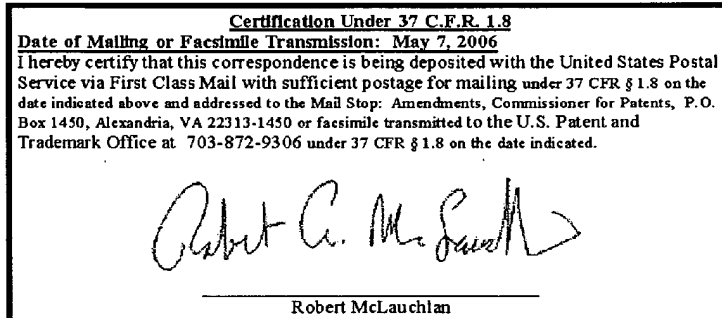 Certification Under 37 C.F.R. 1.8
Date of Mailing or Facsimile Transmission: May 7, 2006
I hereby certify that this correspondence is being deposited with the United States Postal
Service via First Class Mail with sufficient postage for mailing under 37 CFR § 1.8 on the
date indicated above and addressed to the Mail Stop: Amendments, Commissioner for Patents, P.O.
Box 1450, Alexandria, VA 22313-1450 or facsimile transmitted to the U.S. Patent and
Trademark Office at 703-872-9306 under 37 CFR § 1.8 on the date indicated.
Robert A. McLauchlan
Robert McLauchlan